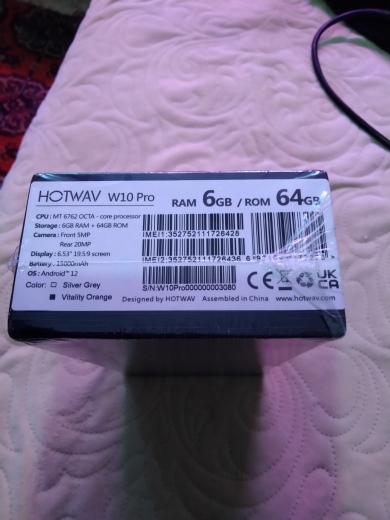 HOTWAV W10 Pro RAM 6GB / ROM 64GB
CPU : MT 6762 OCTA - core processor
Storage : 6GB RAM + 64GB ROM
Camera : Front 5MP
Rear 20MP
Display : 6.53" 19.5:9 screen
Battery : 15000mAh
OS : Android™ 12
Color: Silver Grey
Vitality Orange
IMEI1:352752111726428
IMEI2:352752111726436
S/N:W10Pro000000003080
CE UK CA
Designed by HOTWAV Assembled in China www.hotwav.com